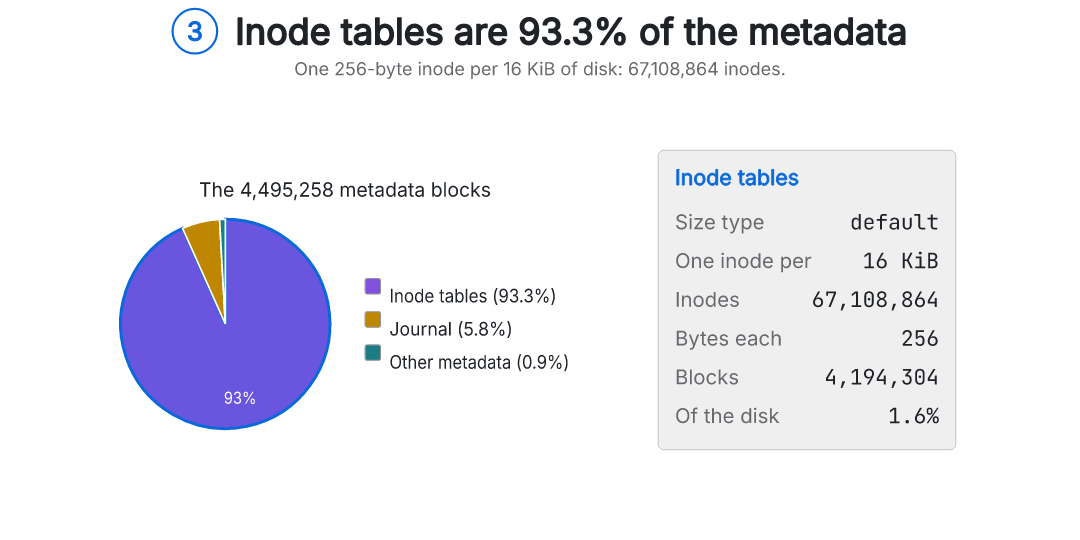 3 Inode tables are 93.3% of the metadata
One 256-byte inode per 16 KiB of disk: 67,108,864 inodes.
The 4,495,258 metadata blocks
93%
Inode tables (93.3%)
Journal (5.8%)
Other metadata (0.9%)
Inode tables
Size type default
One inode per 16 KiB
Inodes 67,108,864
Bytes each 256
Blocks 4,194,304
Of the disk 1.6%